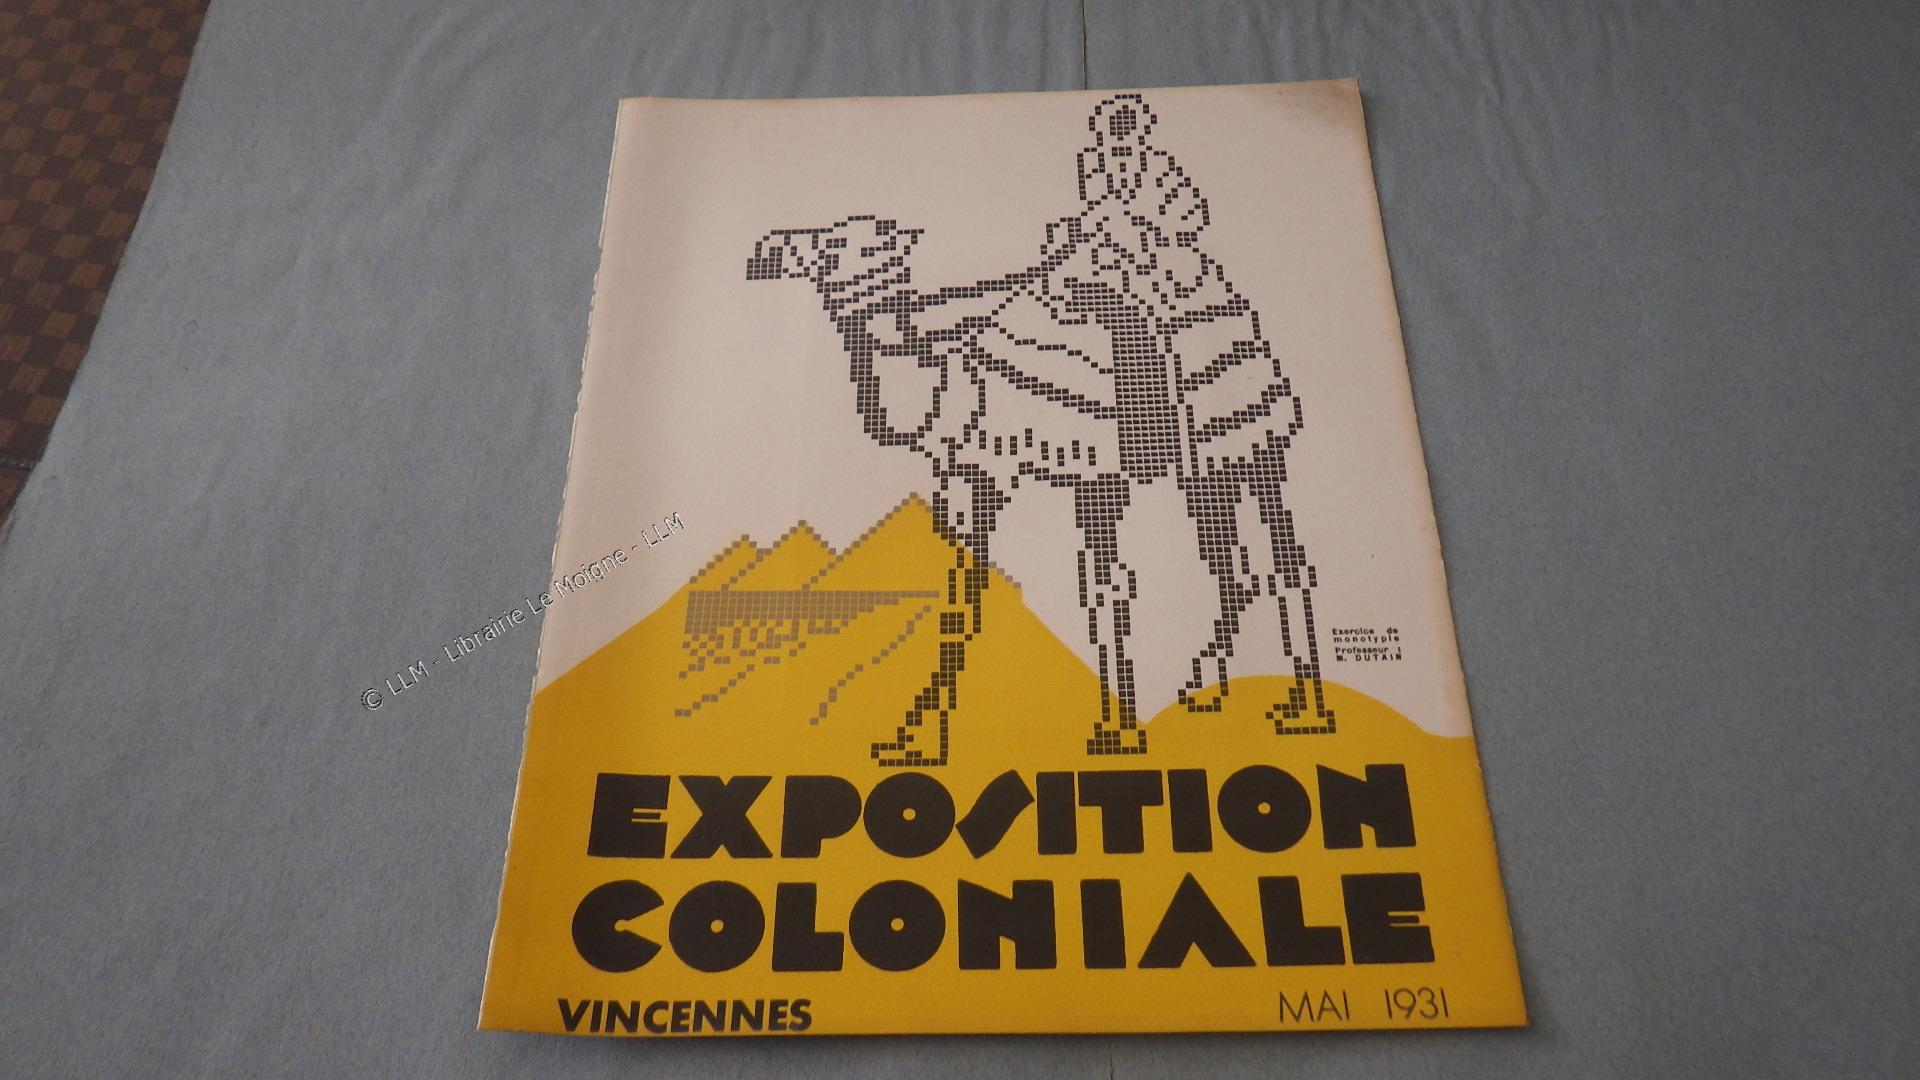 Exercice de
monotypie
Professeur :
M. DUTAIN
© LLM - Librairie Le Moigne - LLM
EXPOSITION
COLONIALE
VINCENNES
MAI 1931